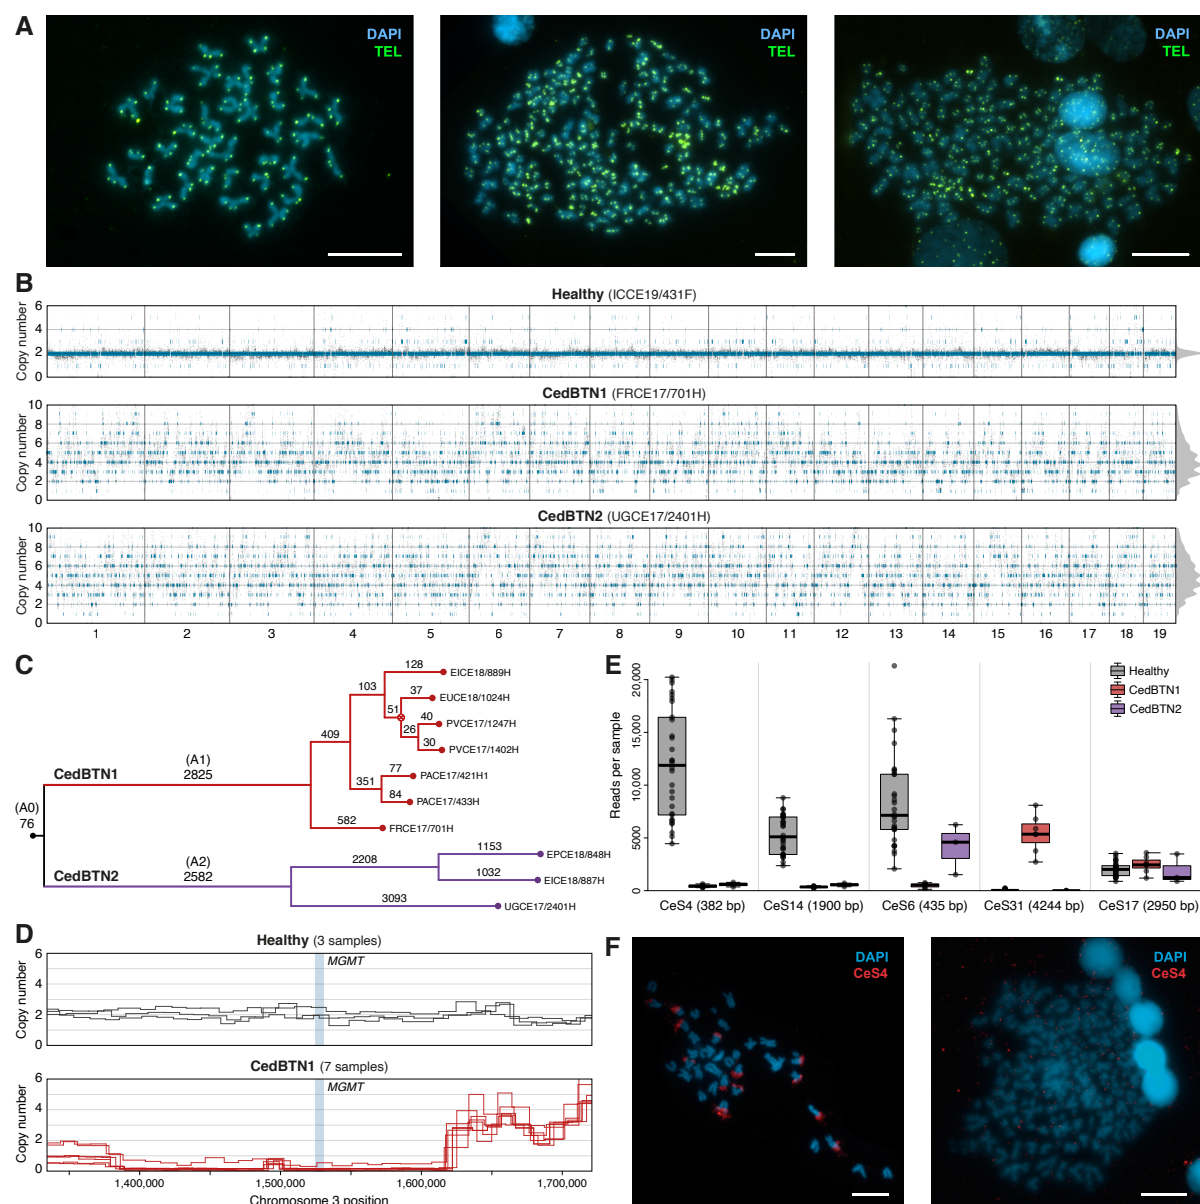 A
DAPI
TEL
DAPI
TEL
DAPI
TEL
B
Healthy (ICCE19/431F)
Copy number
6
4
2
0
CedBTN1 (FRCE17/701H)
Copy number
10
8
6
4
2
0
CedBTN2 (UGCE17/2401H)
Copy number
10
8
6
4
2
0
1 2 3 4 5 6 7 8 9 10 11 12 13 14 15 16 17 18 19
C
(A0)
76
CedBTN1
(A1)
2825
409
103
128
EICE18/889H
51
37
EUCE18/1024H
26
40
PVCE17/1247H
30
PVCE17/1402H
351
77
PACE17/421H1
84
PACE17/433H
582
FRCE17/701H
CedBTN2
(A2)
2582
2208
1153
EPCE18/848H
1032
EICE18/887H
3093
UGCE17/2401H
D
Healthy (3 samples)
MGMT
Copy number
6
4
2
0
CedBTN1 (7 samples)
MGMT
Copy number
6
4
2
0
1,400,000 1,500,000 1,600,000 1,700,000
Chromosome 3 position
E
Reads per sample
20,000
15,000
10,000
5000
0
Healthy
CedBTN1
CedBTN2
CeS4 (382 bp) CeS14 (1900 bp) CeS6 (435 bp) CeS31 (4244 bp) CeS17 (2950 bp)
F
DAPI
CeS4
DAPI
CeS4